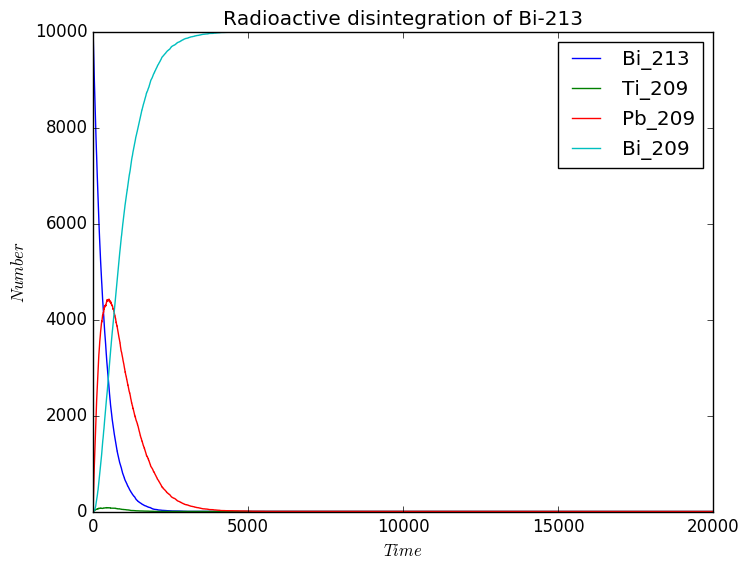 Radioactive disintegration of Bi-213
10000
8000
6000
4000
2000
0
Number
Bi_213
Ti_209
Pb_209
Bi_209
0 5000 10000 15000 20000
Time